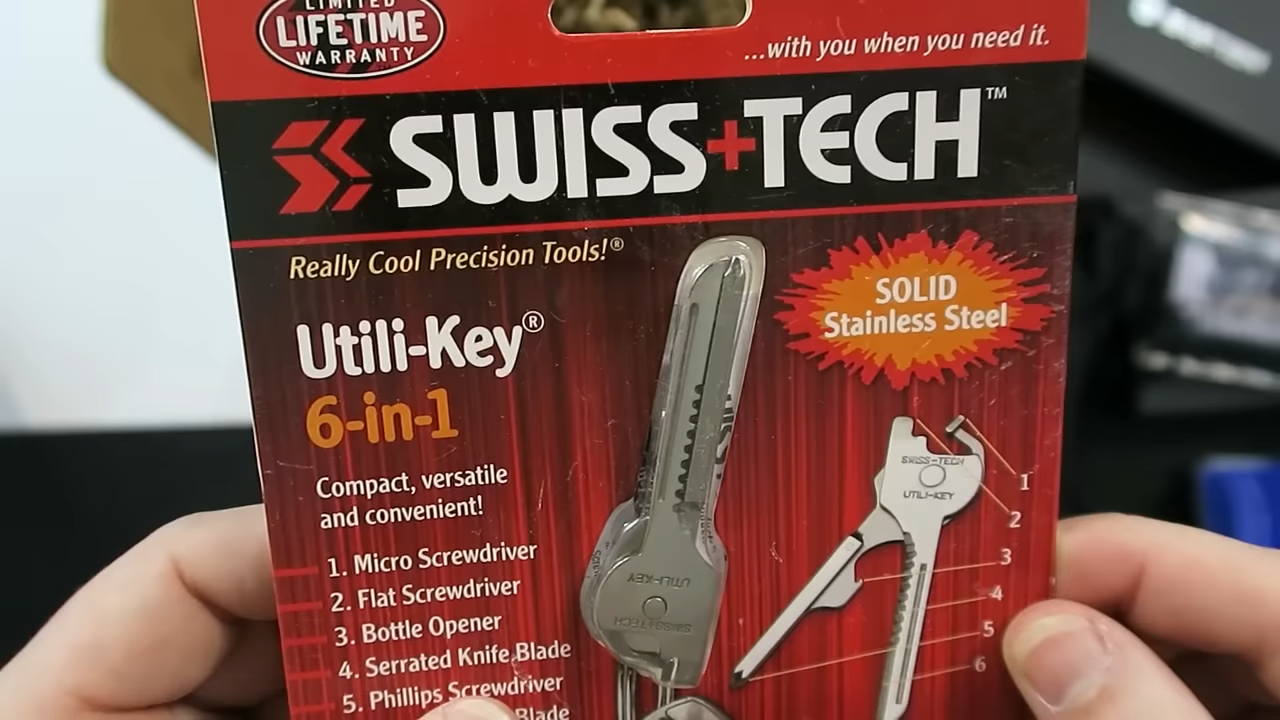 LIMITED
LIFETIME
WARRANTY
...with you when you need it.
SWISS+TECH™
Really Cool Precision Tools!®
SOLID
Stainless Steel
Utili-Key®
6-in-1
Compact, versatile
and convenient!
1. Micro Screwdriver
2. Flat Screwdriver
3. Bottle Opener
4. Serrated Knife Blade
5. Phillips Screwdriver
Blade
SWISS+TECH
UTILI-KEY
1
2
3
4
5
6
UTILI-KEY
SWISS+TECH